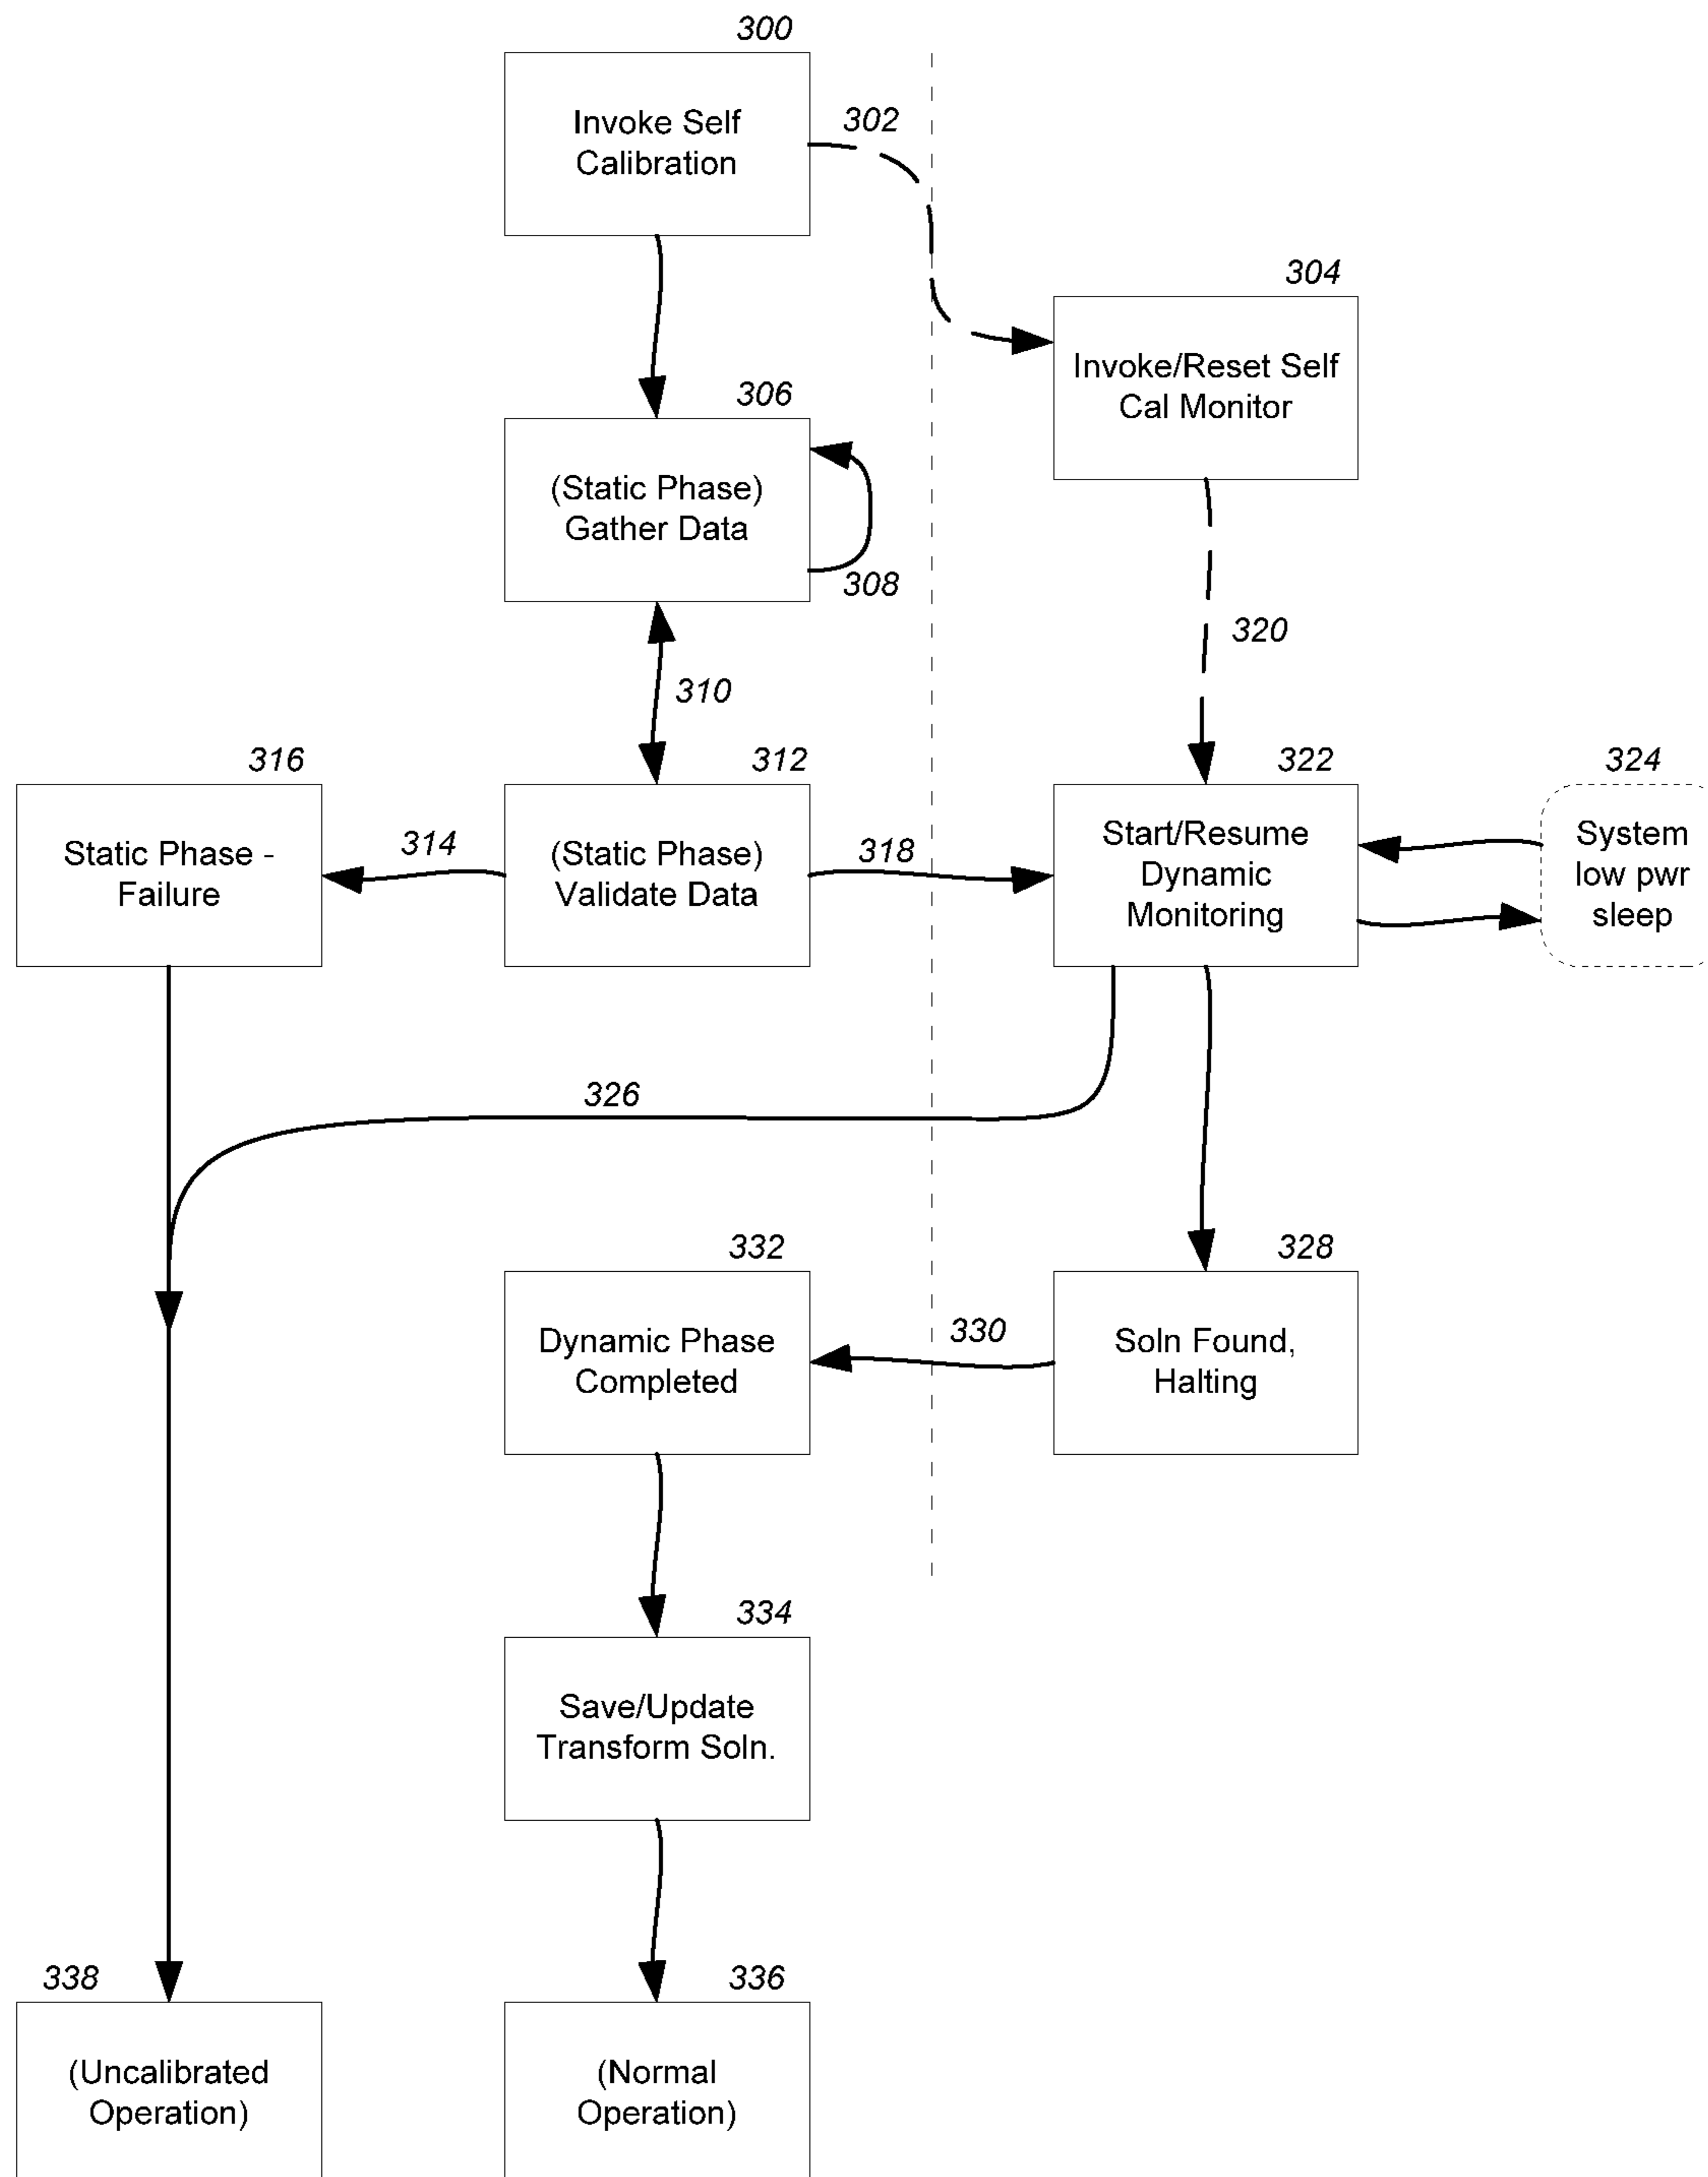 300
Invoke Self
Calibration
302
304
Invoke/Reset Self
Cal Monitor
306
(Static Phase)
Gather Data
308
310
320
316
Static Phase -
Failure
314
312
(Static Phase)
Validate Data
318
322
Start/Resume
Dynamic
Monitoring
324
System
low pwr
sleep
326
332
Dynamic Phase
Completed
330
328
Soln Found,
Halting
334
Save/Update
Transform Soln.
338
(Uncalibrated
Operation)
336
(Normal
Operation)